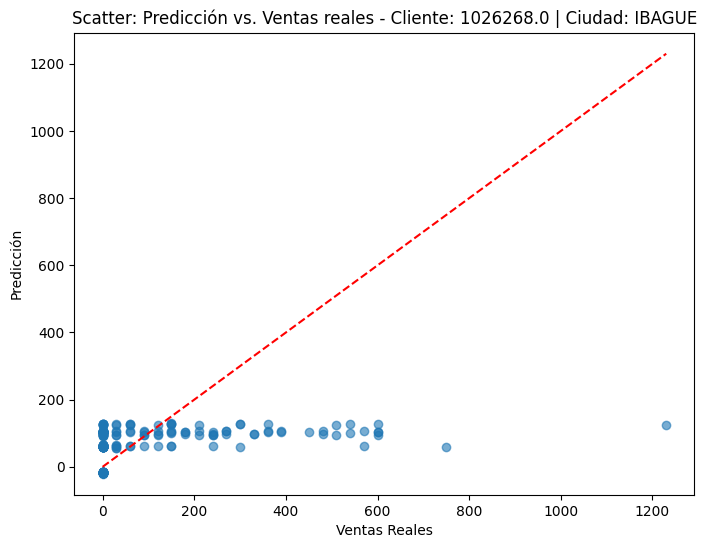 Scatter: Predicción vs. Ventas reales - Cliente: 1026268.0 | Ciudad: IBAGUE
1200
1000
800
600
400
200
0
Predicción
0 200 400 600 800 1000 1200
Ventas Reales